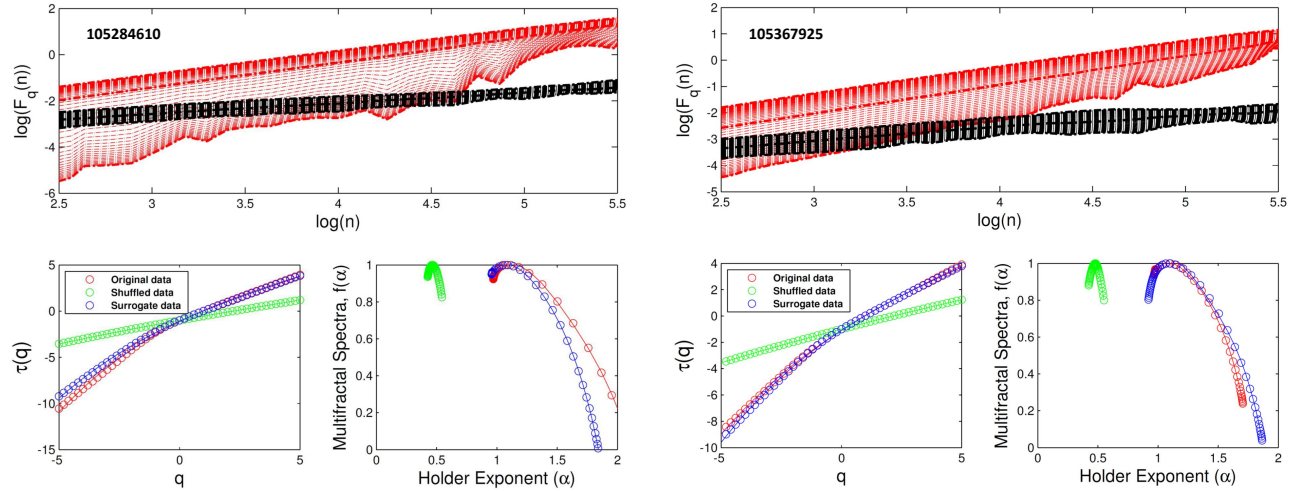 105284610
log(F_q(n))
2
0
-2
-4
-6
2.5 3 3.5 4 4.5 5 5.5
log(n)
105367925
log(F_q(n))
2
1
0
-1
-2
-3
-4
-5
2.5 3 3.5 4 4.5 5 5.5
log(n)
τ(q)
5
0
-5
-10
-15
Original data
Shuffled data
Surrogate data
-5 0 5
q
Multifractal Spectra, f(α)
1
0.8
0.6
0.4
0.2
0
0 0.5 1 1.5 2
Holder Exponent (α)
τ(q)
4
2
0
-2
-4
-6
-8
-10
Original data
Shuffled data
Surrogate data
-5 0 5
q
Multifractal Spectra, f(α)
1
0.8
0.6
0.4
0.2
0
0 0.5 1 1.5 2
Holder Exponent (α)